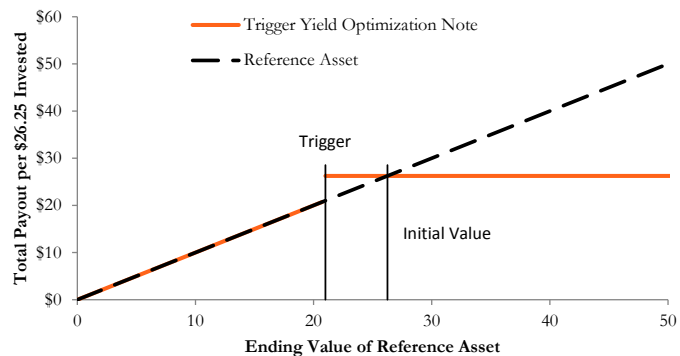 $60
$50
$40
$30
$20
$10
$0
Total Payout per $26.25 Invested
Trigger Yield Optimization Note
Reference Asset
Trigger
Initial Value
0
10
20
30
40
50
Ending Value of Reference Asset